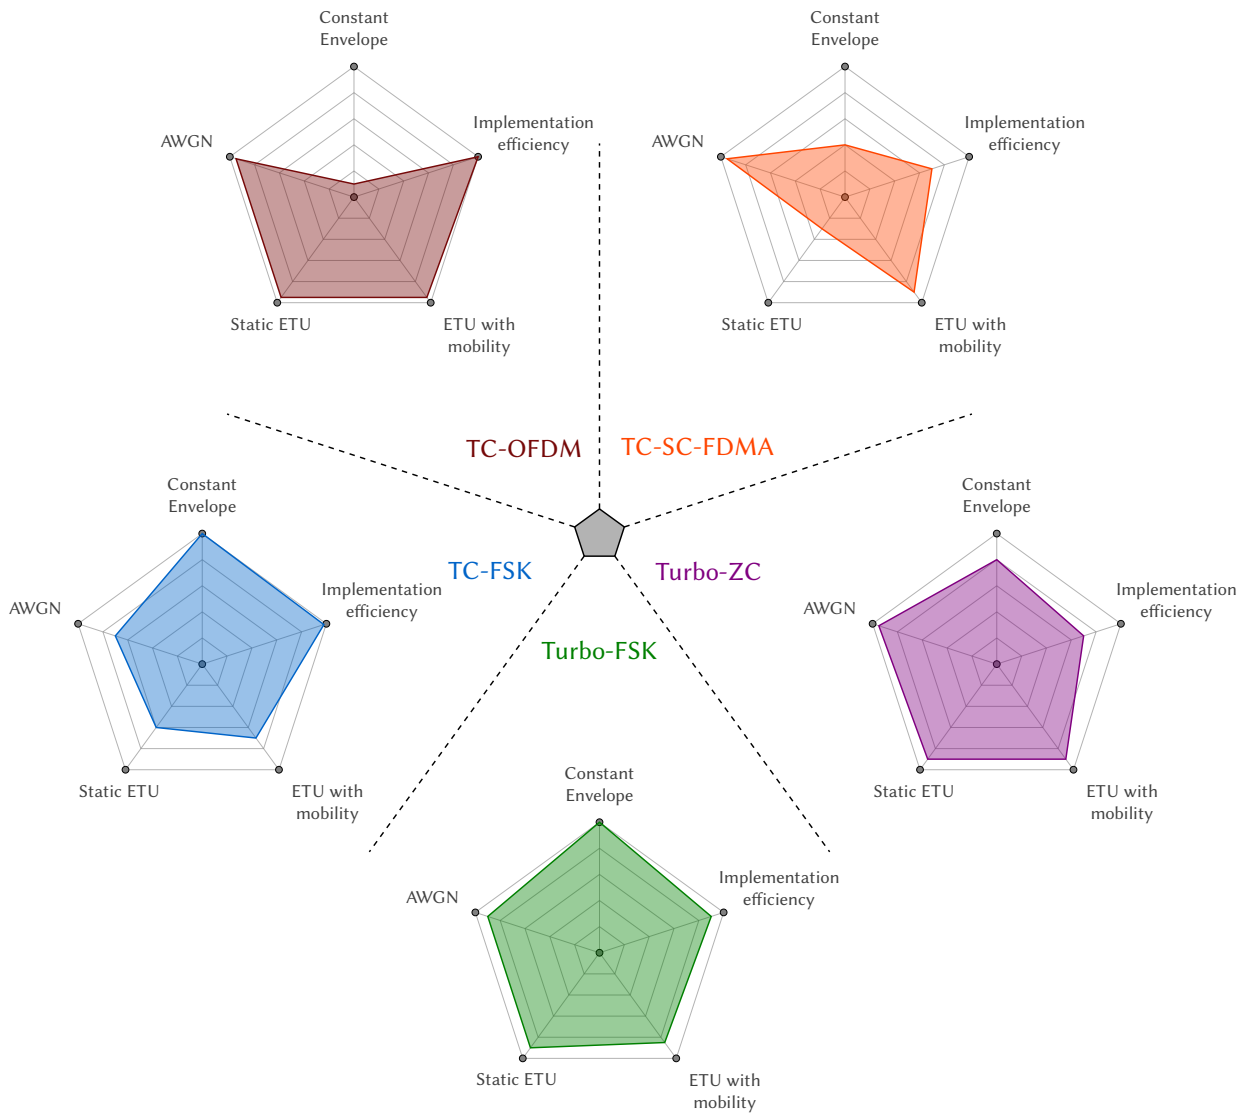 Constant
Envelope
Implementation
efficiency
AWGN
Static ETU
ETU with
mobility
Constant
Envelope
Implementation
efficiency
AWGN
Static ETU
ETU with
mobility
TC-OFDM
TC-SC-FDMA
Constant
Envelope
Implementation
efficiency
AWGN
Static ETU
ETU with
mobility
TC-FSK
Turbo-ZC
Constant
Envelope
Implementation
efficiency
AWGN
Static ETU
ETU with
mobility
Turbo-FSK
Constant
Envelope
Implementation
efficiency
AWGN
Static ETU
ETU with
mobility